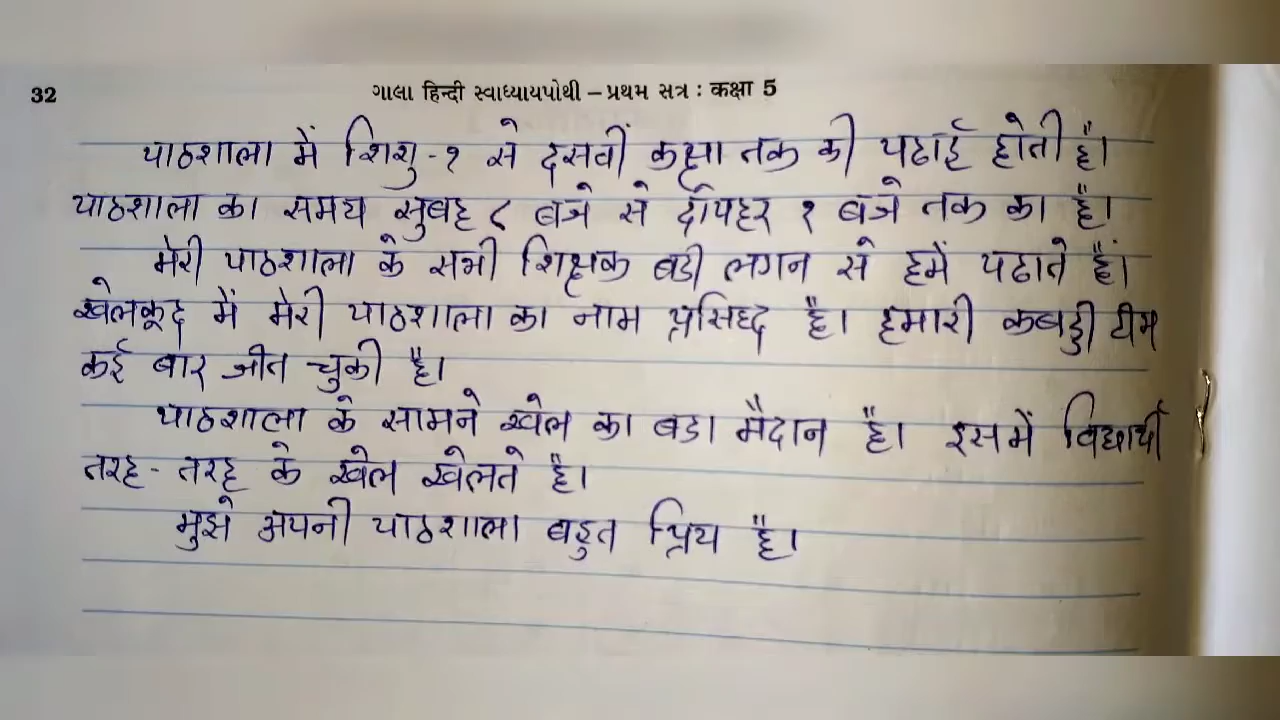 32
गाला हिन्दी स्वाध्यायपोथी – प्रथम सत्र : कक्षा 5
पाठशाला में शिशु - १ से दसवीं कक्षा तक की पढाई होती है।
पाठशाला का समय सुबह ८ बजे से दोपहर १ बजे तक का है।
मेरी पाठशाला के सभी शिक्षक बडी लगन से हमें पढाते हैं।
खेलकूद में मेरी पाठशाला का नाम प्रसिध्द है। हमारी कबड्डी टीम
कई बार जीत चुकी है।
पाठशाला के सामने खेल का बडा मैदान है। इसमें विद्यार्थी
तरह - तरह के खेल खेलते है।
मुझे अपनी पाठशाला बहुत प्रिय है।